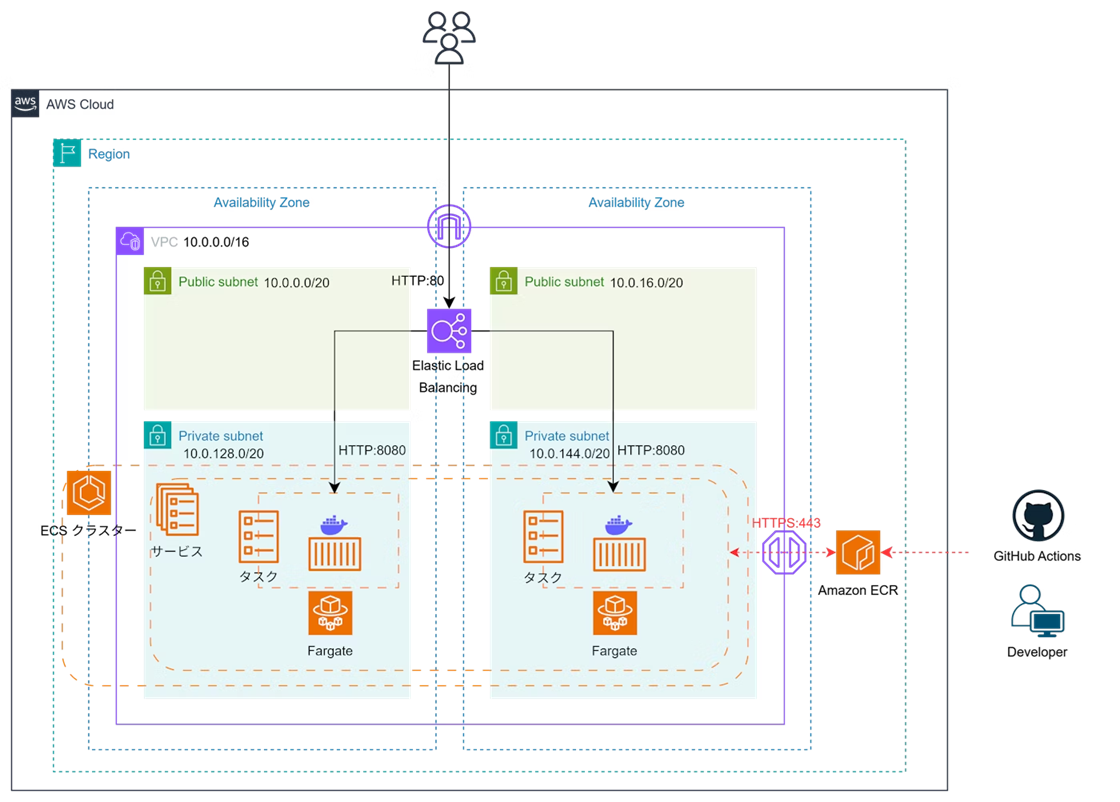 aws
AWS Cloud
Region
Availability Zone
Availability Zone
VPC 10.0.0.0/16
Public subnet 10.0.0.0/20
HTTP:80
Public subnet 10.0.16.0/20
Elastic Load
Balancing
Private subnet
10.0.128.0/20
HTTP:8080
Private subnet
10.0.144.0/20
HTTP:8080
ECS クラスター
サービス
タスク
Fargate
タスク
Fargate
HTTPS:443
Amazon ECR
GitHub Actions
Developer